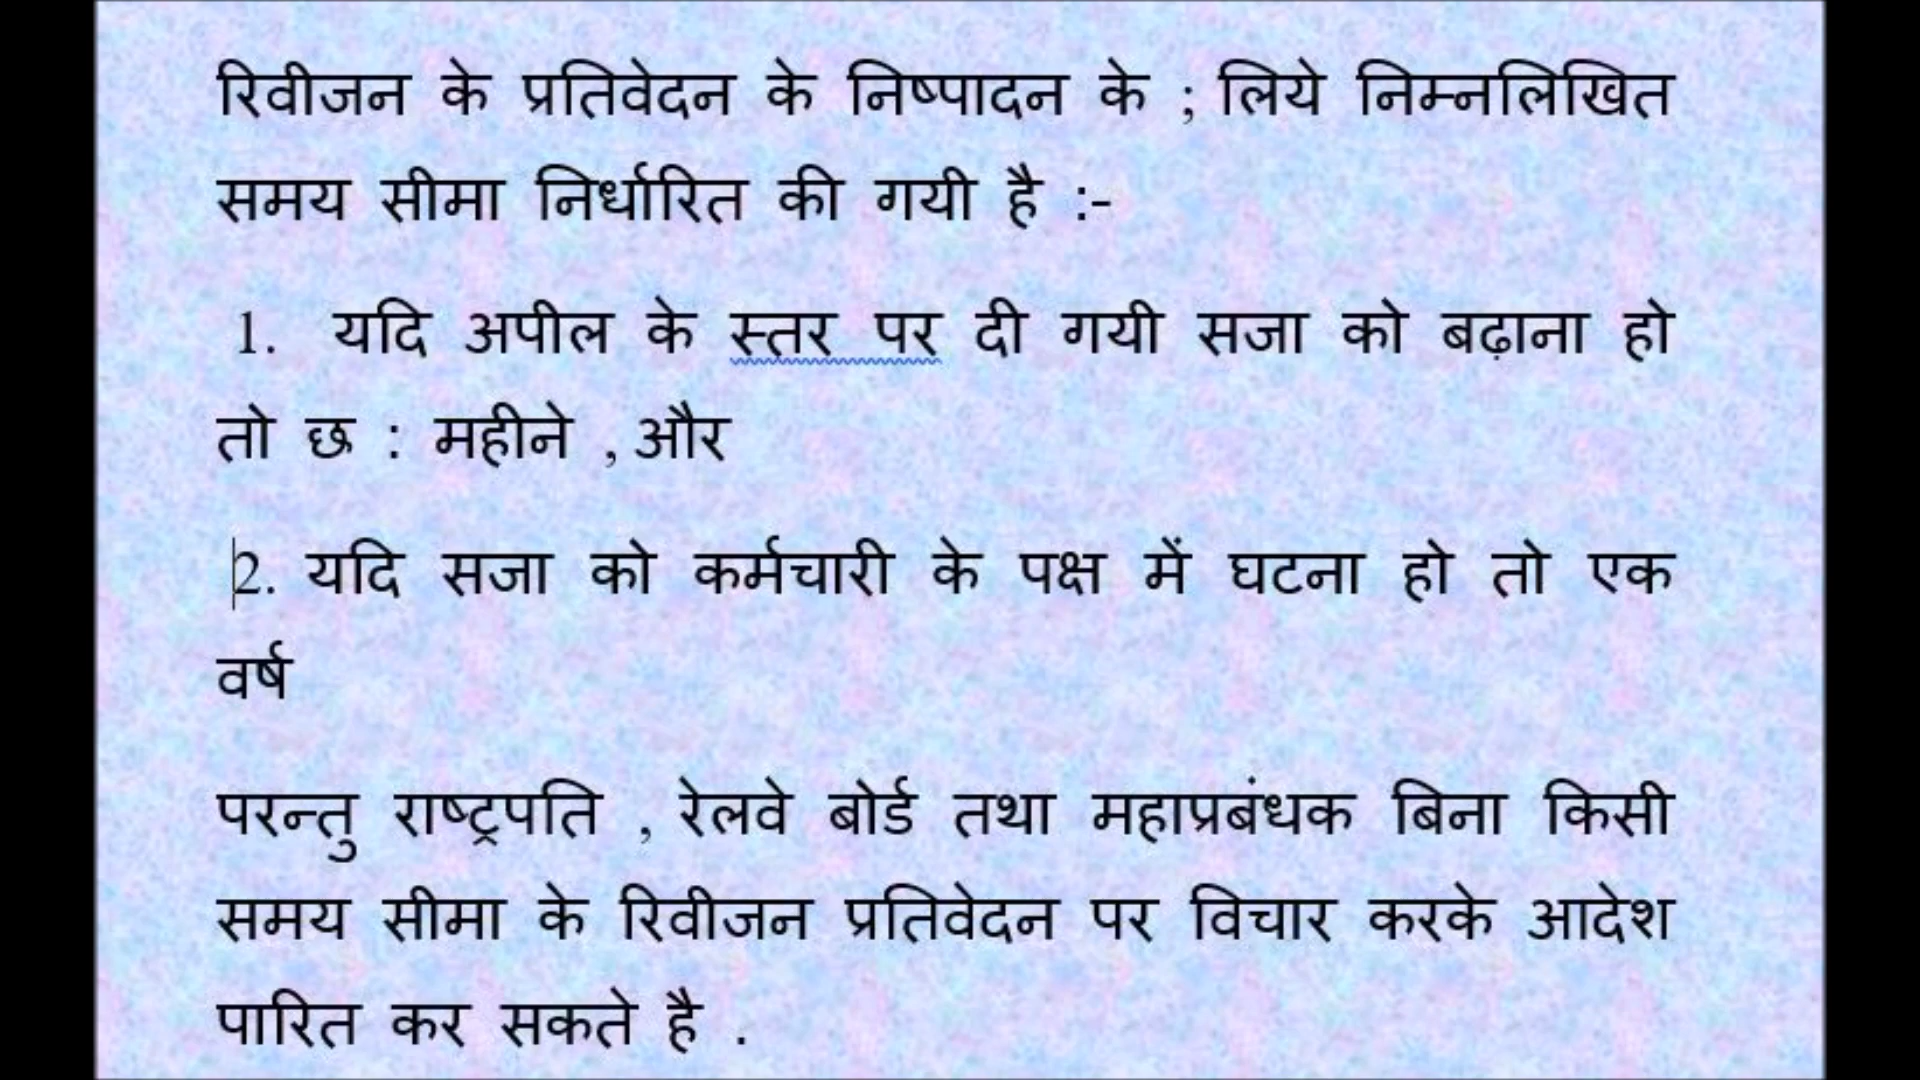 रिवीजन के प्रतिवेदन के निष्पादन के ; लिये निम्नलिखित
समय सीमा निर्धारित की गयी है :-
1. यदि अपील के स्तर पर दी गयी सजा को बढ़ाना हो
तो छ : महीने , और
2. यदि सजा को कर्मचारी के पक्ष में घटना हो तो एक
वर्ष
परन्तु राष्ट्रपति , रेलवे बोर्ड तथा महाप्रबंधक बिना किसी
समय सीमा के रिवीजन प्रतिवेदन पर विचार करके आदेश
पारित कर सकते है .